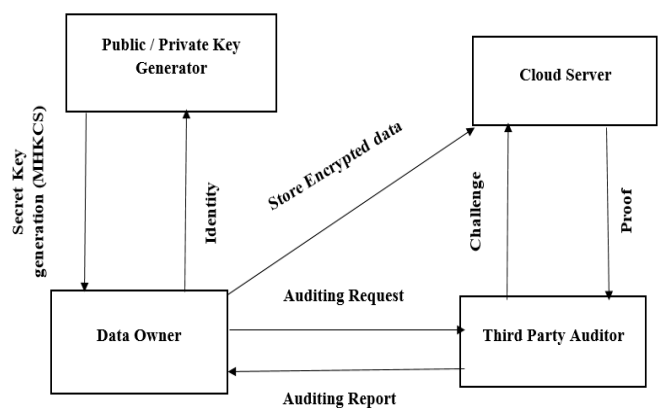 Public / Private Key
Generator
Cloud Server
Secret Key
generation (MHKCS)
Identity
Store Encrypted data
Challenge
Proof
Auditing Request
Data Owner
Third Party Auditor
Auditing Report